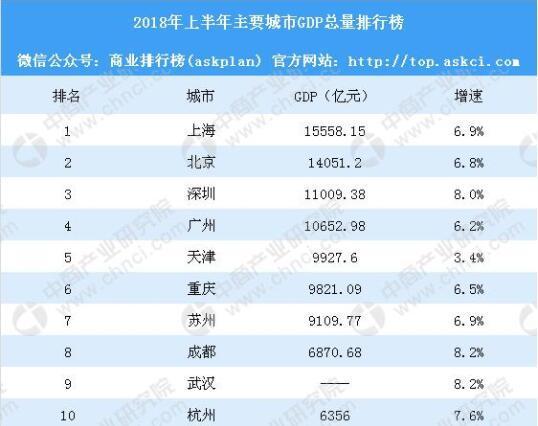 2018年上半年主要城市GDP总量排行榜
微信公众号：商业排行榜(askplan) 官方网站：http://top.askci.com
排名 城市 GDP（亿元） 增速
1 上海 15558.15 6.9%
2 北京 14051.2 6.8%
3 深圳 11009.38 8.0%
4 广州 10652.98 6.2%
5 天津 9927.6 3.4%
6 重庆 9821.09 6.5%
7 苏州 9109.77 6.9%
8 成都 6870.68 8.2%
9 武汉 —— 8.2%
10 杭州 6356 7.6%
中商产业研究院
www.chnci.com